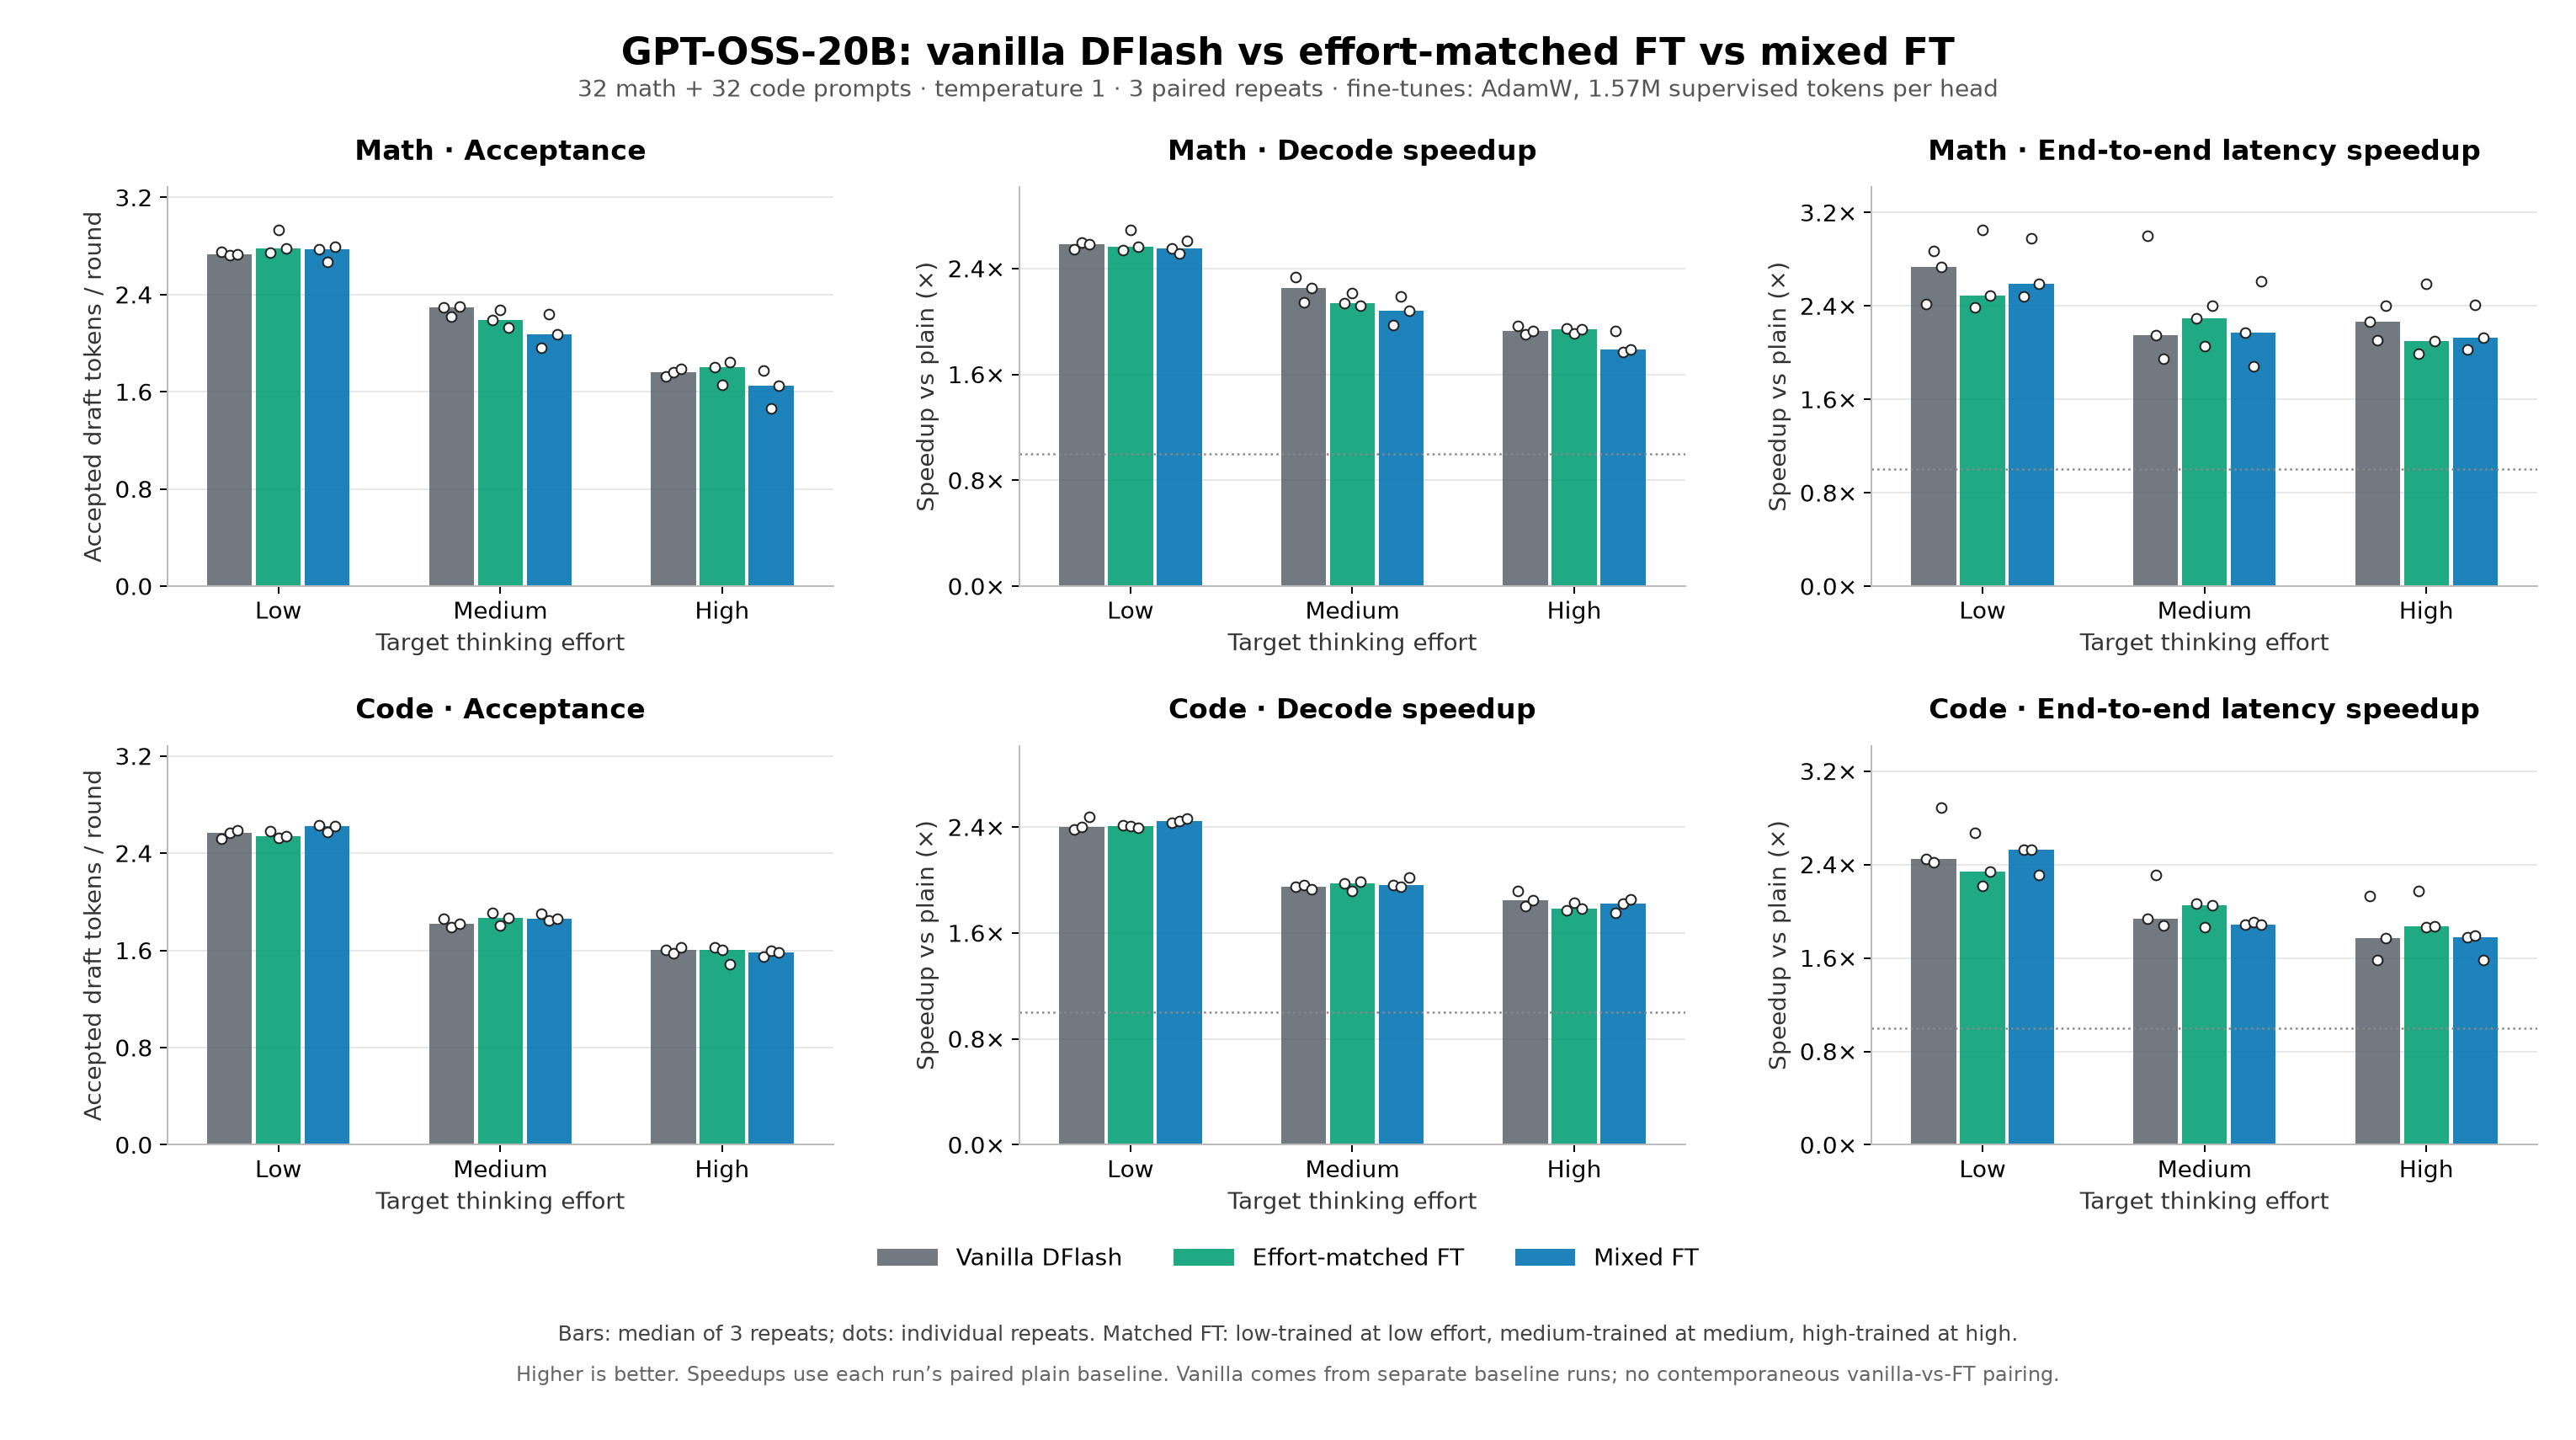 GPT-OSS-20B: vanilla DFlash vs effort-matched FT vs mixed FT
32 math + 32 code prompts · temperature 1 · 3 paired repeats · fine-tunes: AdamW, 1.57M supervised tokens per head
Math · Acceptance
Accepted draft tokens / round
3.2
2.4
1.6
0.8
0.0
Low Medium High
Target thinking effort
Math · Decode speedup
Speedup vs plain (×)
2.4×
1.6×
0.8×
0.0×
Low Medium High
Target thinking effort
Math · End-to-end latency speedup
Speedup vs plain (×)
3.2×
2.4×
1.6×
0.8×
0.0×
Low Medium High
Target thinking effort
Code · Acceptance
Accepted draft tokens / round
3.2
2.4
1.6
0.8
0.0
Low Medium High
Target thinking effort
Code · Decode speedup
Speedup vs plain (×)
2.4×
1.6×
0.8×
0.0×
Low Medium High
Target thinking effort
Code · End-to-end latency speedup
Speedup vs plain (×)
3.2×
2.4×
1.6×
0.8×
0.0×
Low Medium High
Target thinking effort
Vanilla DFlash Effort-matched FT Mixed FT
Bars: median of 3 repeats; dots: individual repeats. Matched FT: low-trained at low effort, medium-trained at medium, high-trained at high.
Higher is better. Speedups use each run’s paired plain baseline. Vanilla comes from separate baseline runs; no contemporaneous vanilla-vs-FT pairing.